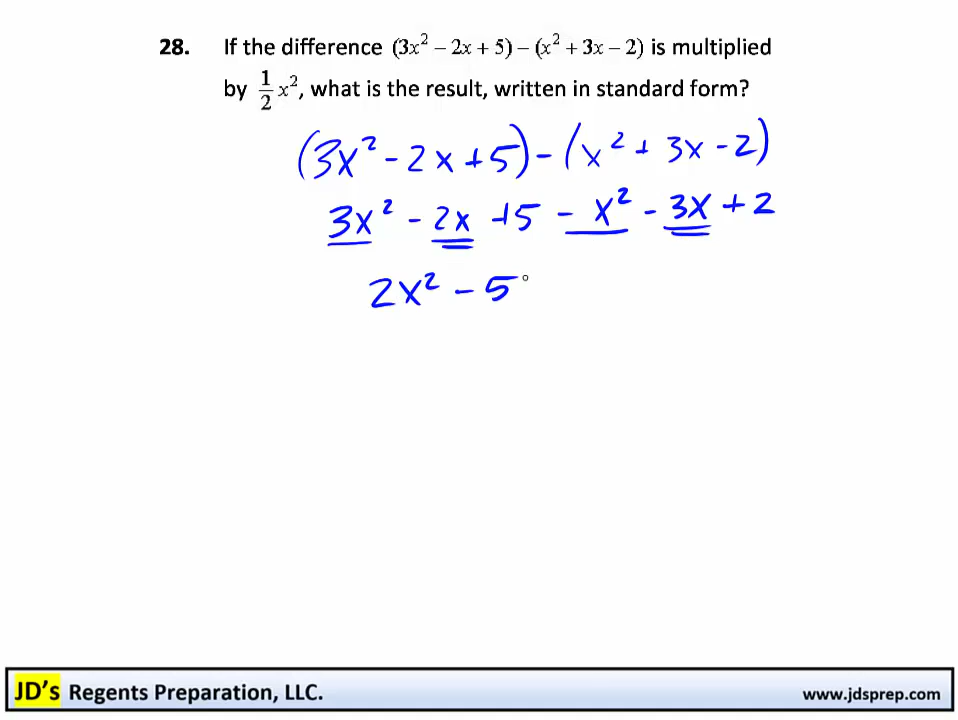 28. If the difference (3x² − 2x + 5) − (x² + 3x − 2) is multiplied
by 1/2 x², what is the result, written in standard form?
(3x² - 2x + 5) - (x² + 3x - 2)
3x² - 2x + 5 - x² - 3x + 2
2x² - 5
JD's Regents Preparation, LLC. www.jdsprep.com